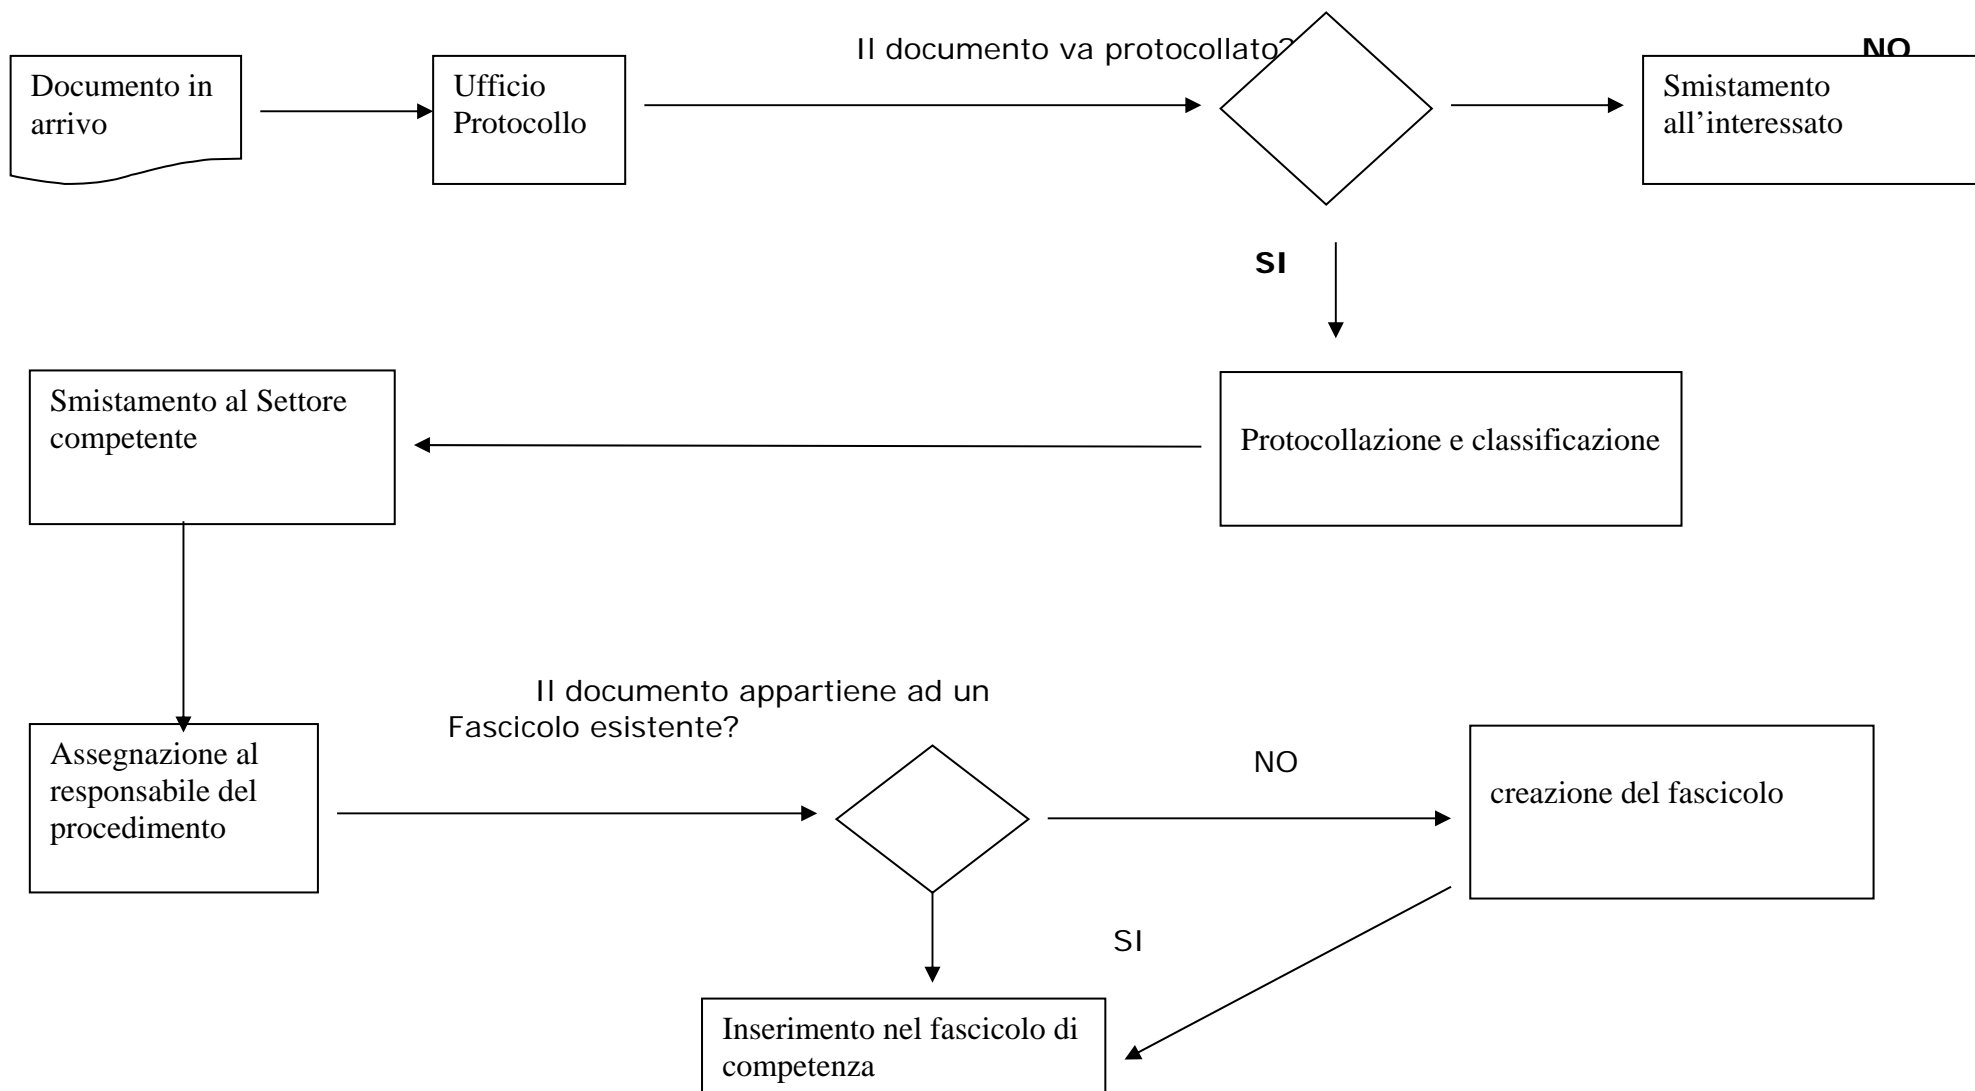 Il documento va protocollato?
NO
Documento in
arrivo
Ufficio
Protocollo
Smistamento
all’interessato
SI
Smistamento al Settore
competente
Protocollazione e classificazione
Il documento appartiene ad un
Fascicolo esistente?
Assegnazione al
responsabile del
procedimento
NO
creazione del fascicolo
SI
Inserimento nel fascicolo di
competenza